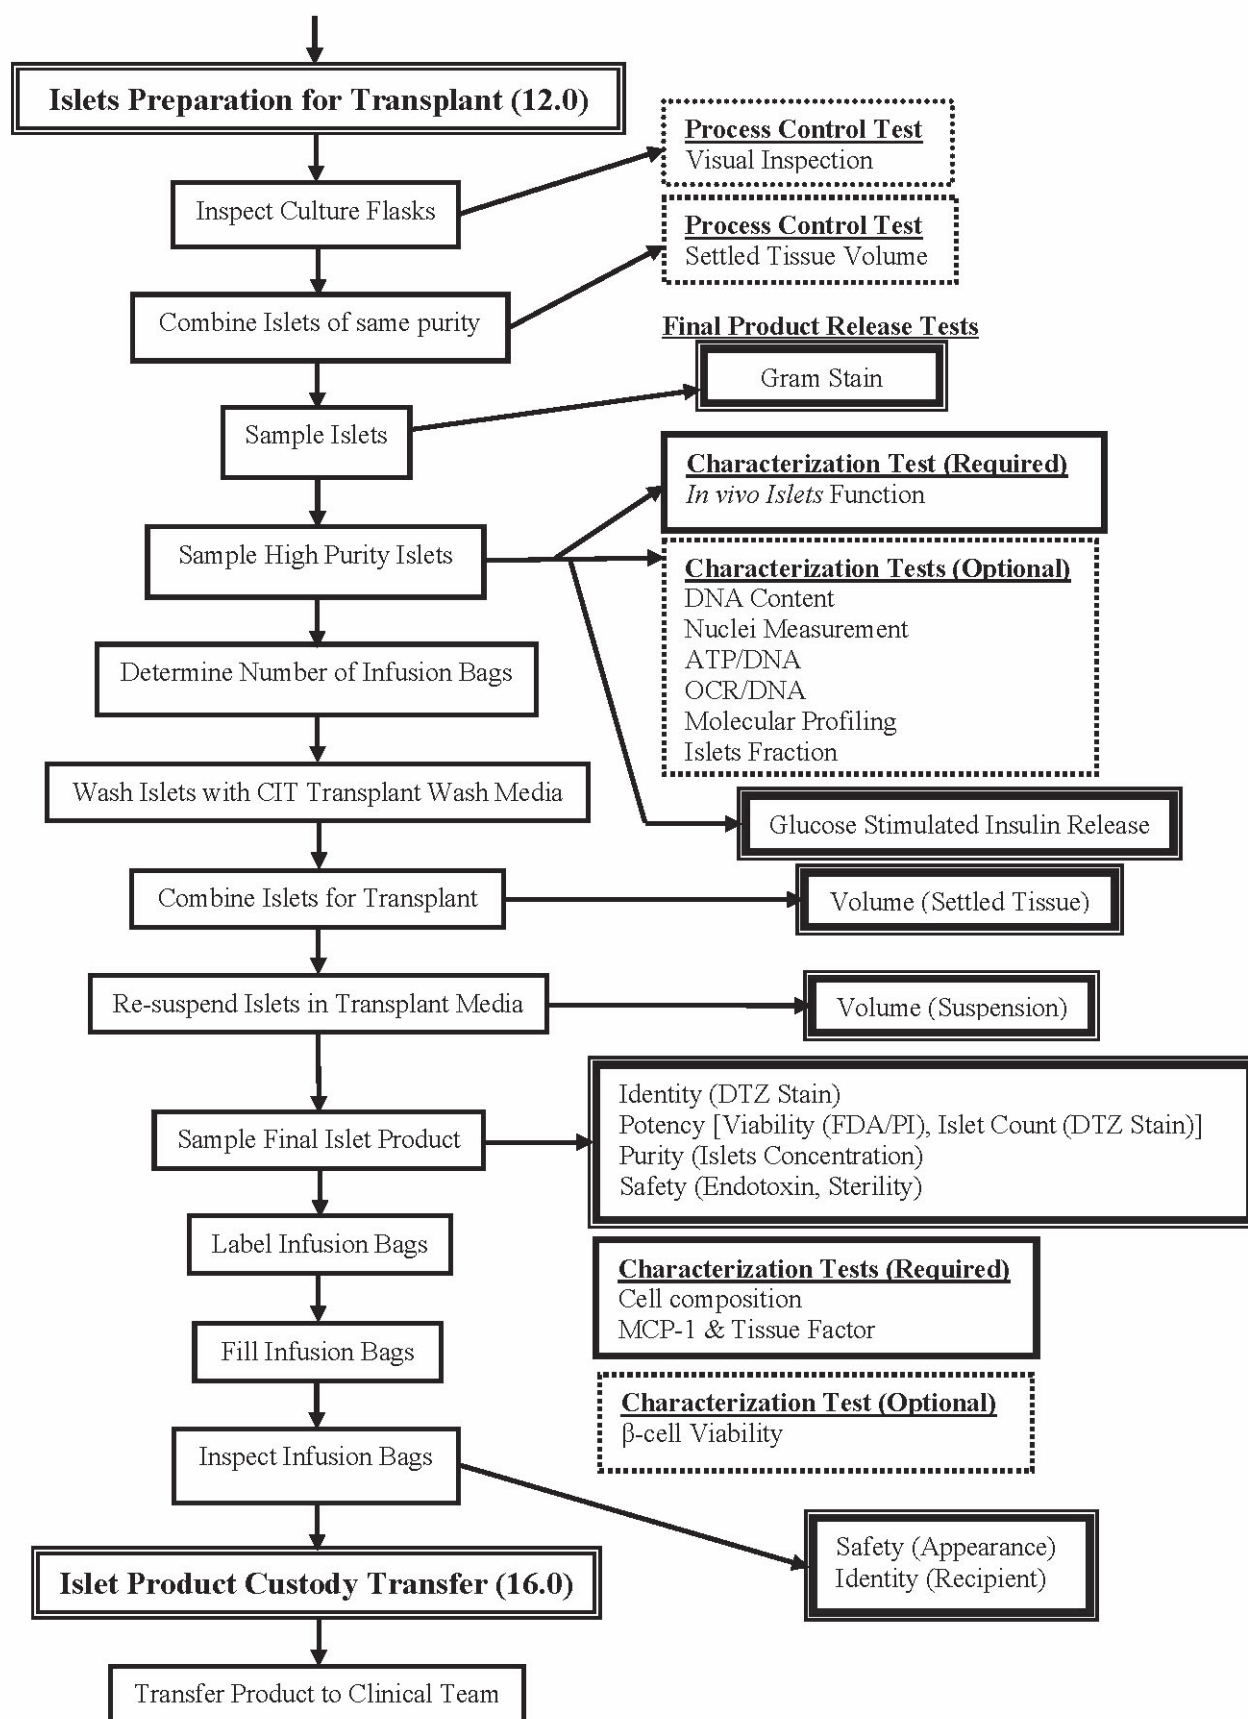 Islets Preparation for Transplant (12.0)
Process Control Test
Visual Inspection
Inspect Culture Flasks
Process Control Test
Settled Tissue Volume
Combine Islets of same purity
Final Product Release Tests
Gram Stain
Sample Islets
Characterization Test (Required)
In vivo Islets Function
Sample High Purity Islets
Characterization Tests (Optional)
DNA Content
Nuclei Measurement
ATP/DNA
OCR/DNA
Molecular Profiling
Islets Fraction
Determine Number of Infusion Bags
Wash Islets with CIT Transplant Wash Media
Glucose Stimulated Insulin Release
Combine Islets for Transplant
Volume (Settled Tissue)
Re-suspend Islets in Transplant Media
Volume (Suspension)
Identity (DTZ Stain)
Potency [Viability (FDA/PI), Islet Count (DTZ Stain)]
Purity (Islets Concentration)
Safety (Endotoxin, Sterility)
Sample Final Islet Product
Label Infusion Bags
Characterization Tests (Required)
Cell composition
MCP-1 & Tissue Factor
Fill Infusion Bags
Characterization Test (Optional)
β-cell Viability
Inspect Infusion Bags
Safety (Appearance)
Identity (Recipient)
Islet Product Custody Transfer (16.0)
Transfer Product to Clinical Team